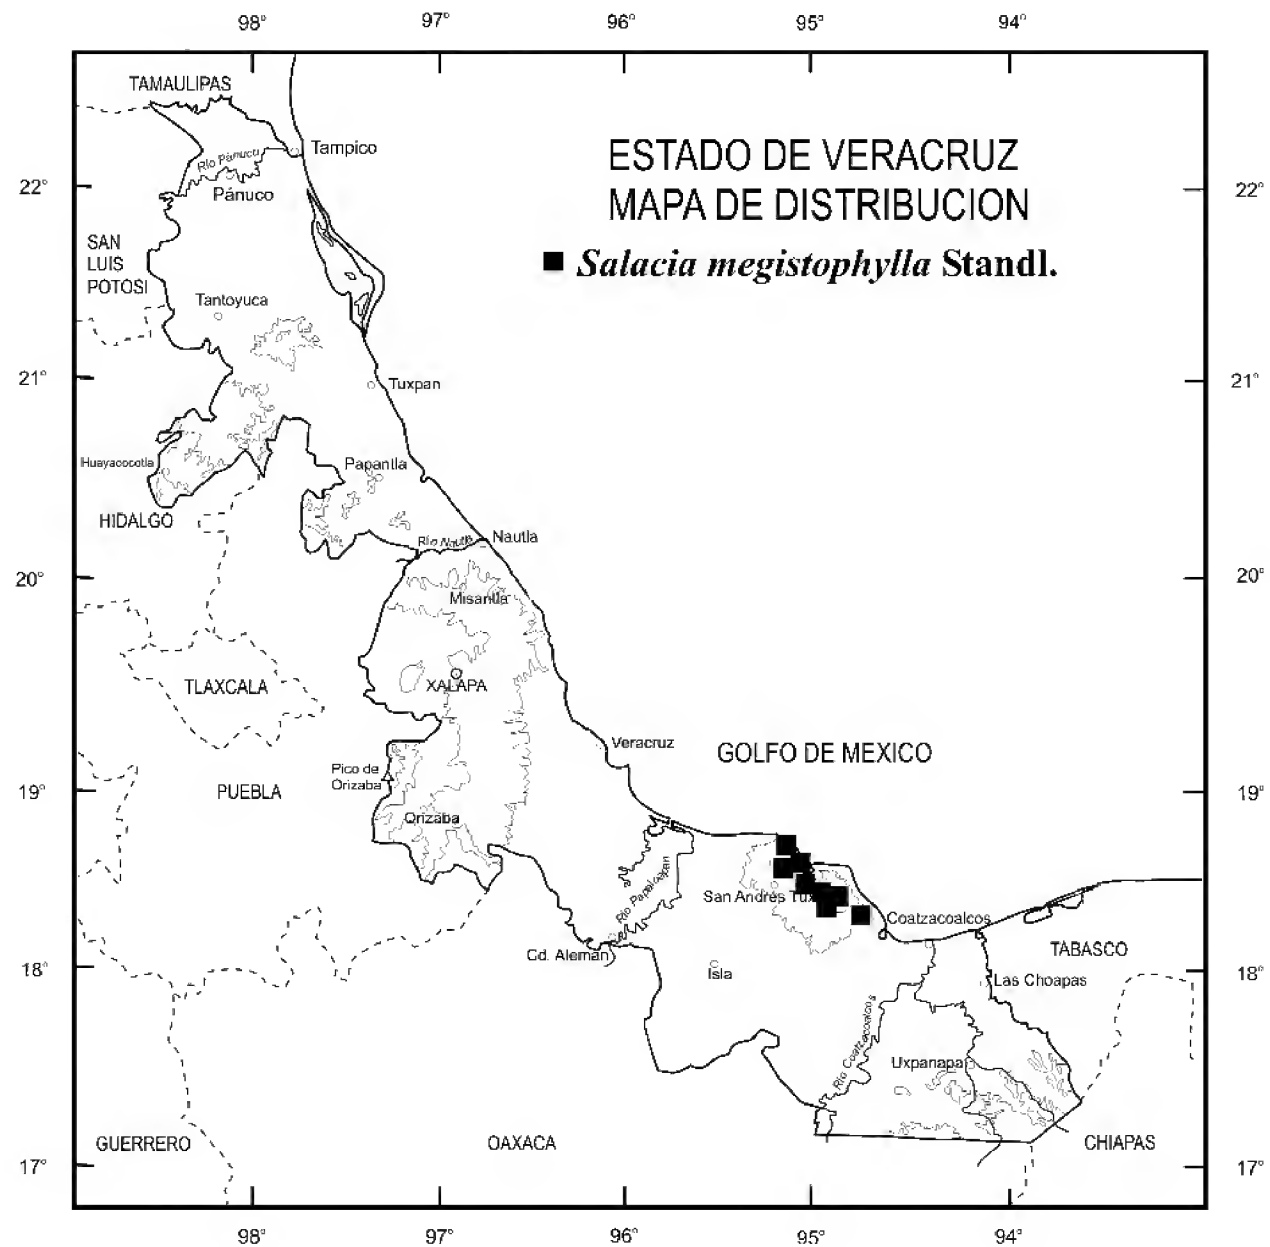 98° 97° 96° 95° 94°
TAMAULIPAS
Tampico
Río Pánuco
Pánuco
ESTADO DE VERACRUZ
MAPA DE DISTRIBUCION
Salacia megistophylla Standl.
22° 22°
SAN
LUIS
POTOSI
Tantoyuca
21° 21°
Tuxpan
Huayacocotla
Papantla
HIDALGO
Río Nautla
Nautla
20° 20°
Misantla
TLAXCALA
XALAPA
Veracruz
GOLFO DE MEXICO
Pico de
Orizaba
PUEBLA
19° 19°
Orizaba
Río Papaloapan
San Andrés Tux
Coatzacoalcos
Cd. Alemán
TABASCO
18° 18°
Isla
Las Choapas
Río Coatzacoalcos
Uxpanapa
GUERRERO
OAXACA
CHIAPAS
17° 17°
98° 97° 96° 95° 94°